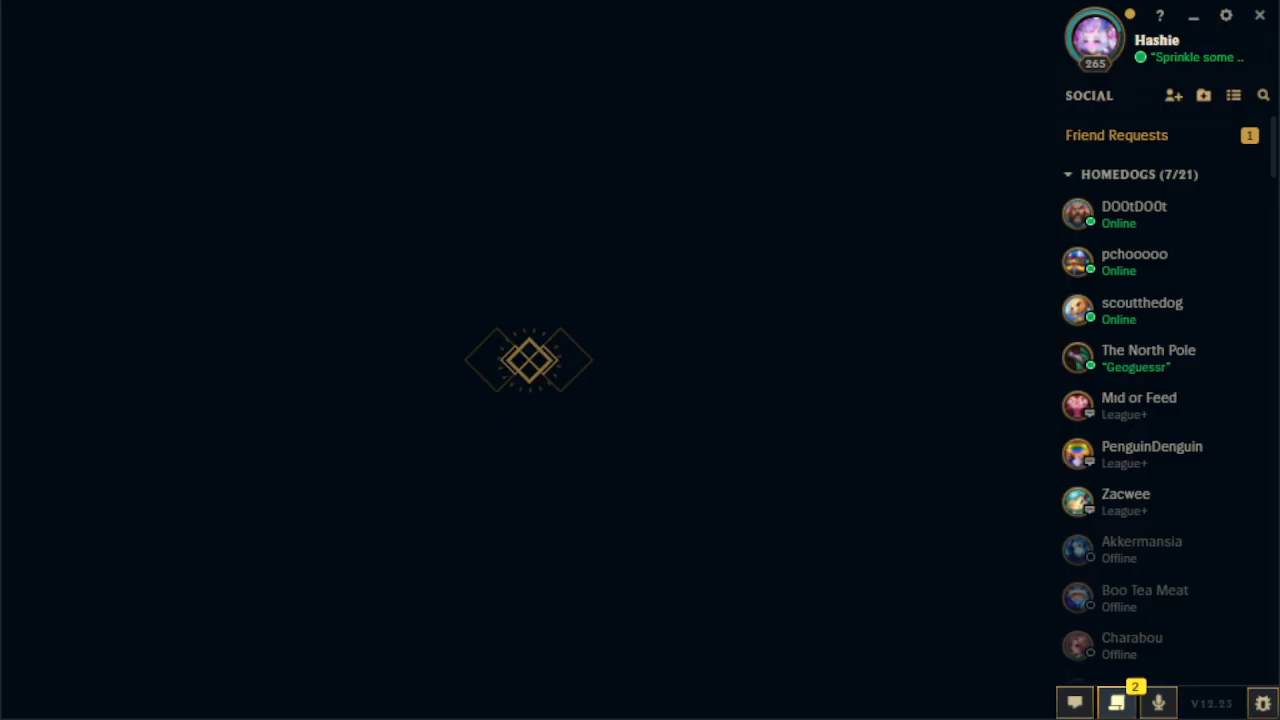 ?
Hashie
265
"Sprinkle some ..
SOCIAL
Friend Requests
1
HOMEDOGS (7/21)
DO0tDO0t
Online
pchooooo
Online
scoutthedog
Online
The North Pole
"Geoguessr"
Mıd or Feed
League+
PenguinDenguin
League+
Zacwee
League+
Akkermansia
Offline
Boo Tea Meat
Offline
Charabou
Offline
2
V12.23